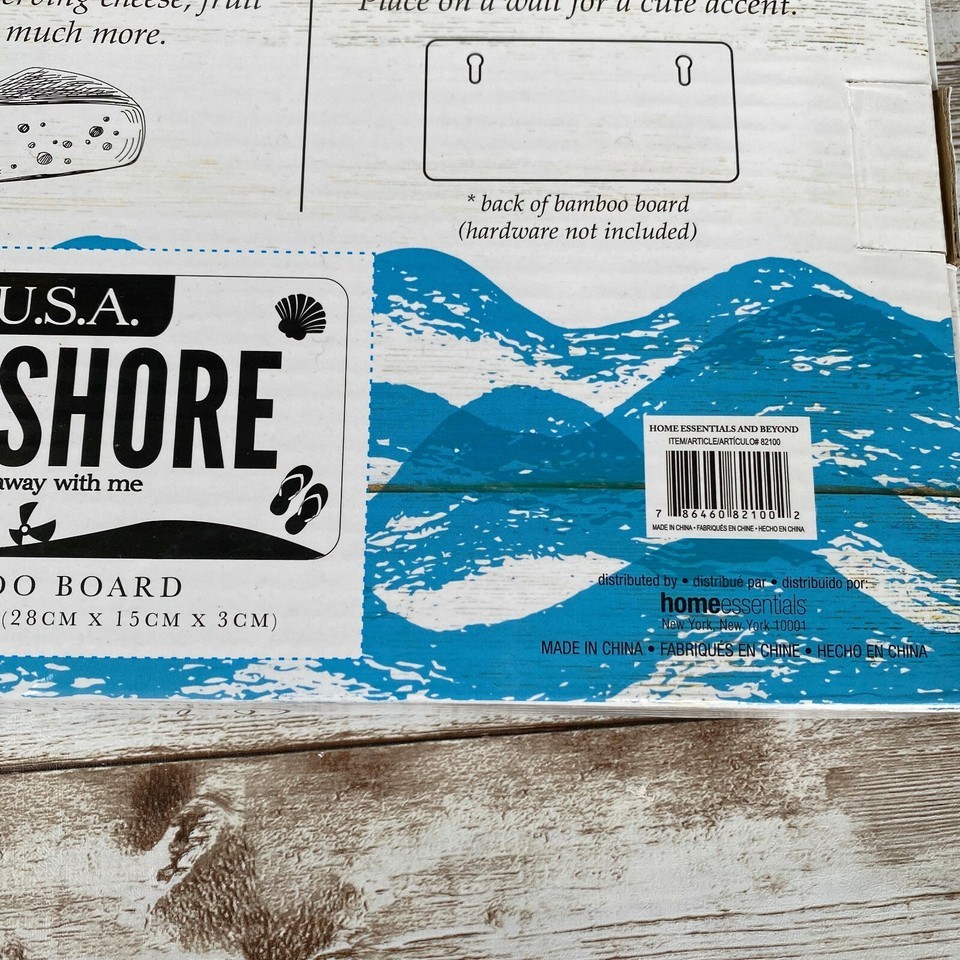 serving cheese, fruit
much more.
Place on a wall for a cute accent.
* back of bamboo board
(hardware not included)
U.S.A.
SHORE
away with me
OO BOARD
(28CM X 15CM X 3CM)
HOME ESSENTIALS AND BEYOND
ITEM/ARTICLE/ARTÍCULO# 82100
7 86460 82100 2
MADE IN CHINA • FABRIQUÉS EN CHINE • HECHO EN CHINA
distributed by • distribué par • distribuido por:
homeessentials
New York, New York 10001
MADE IN CHINA • FABRIQUÉS EN CHINE • HECHO EN CHINA